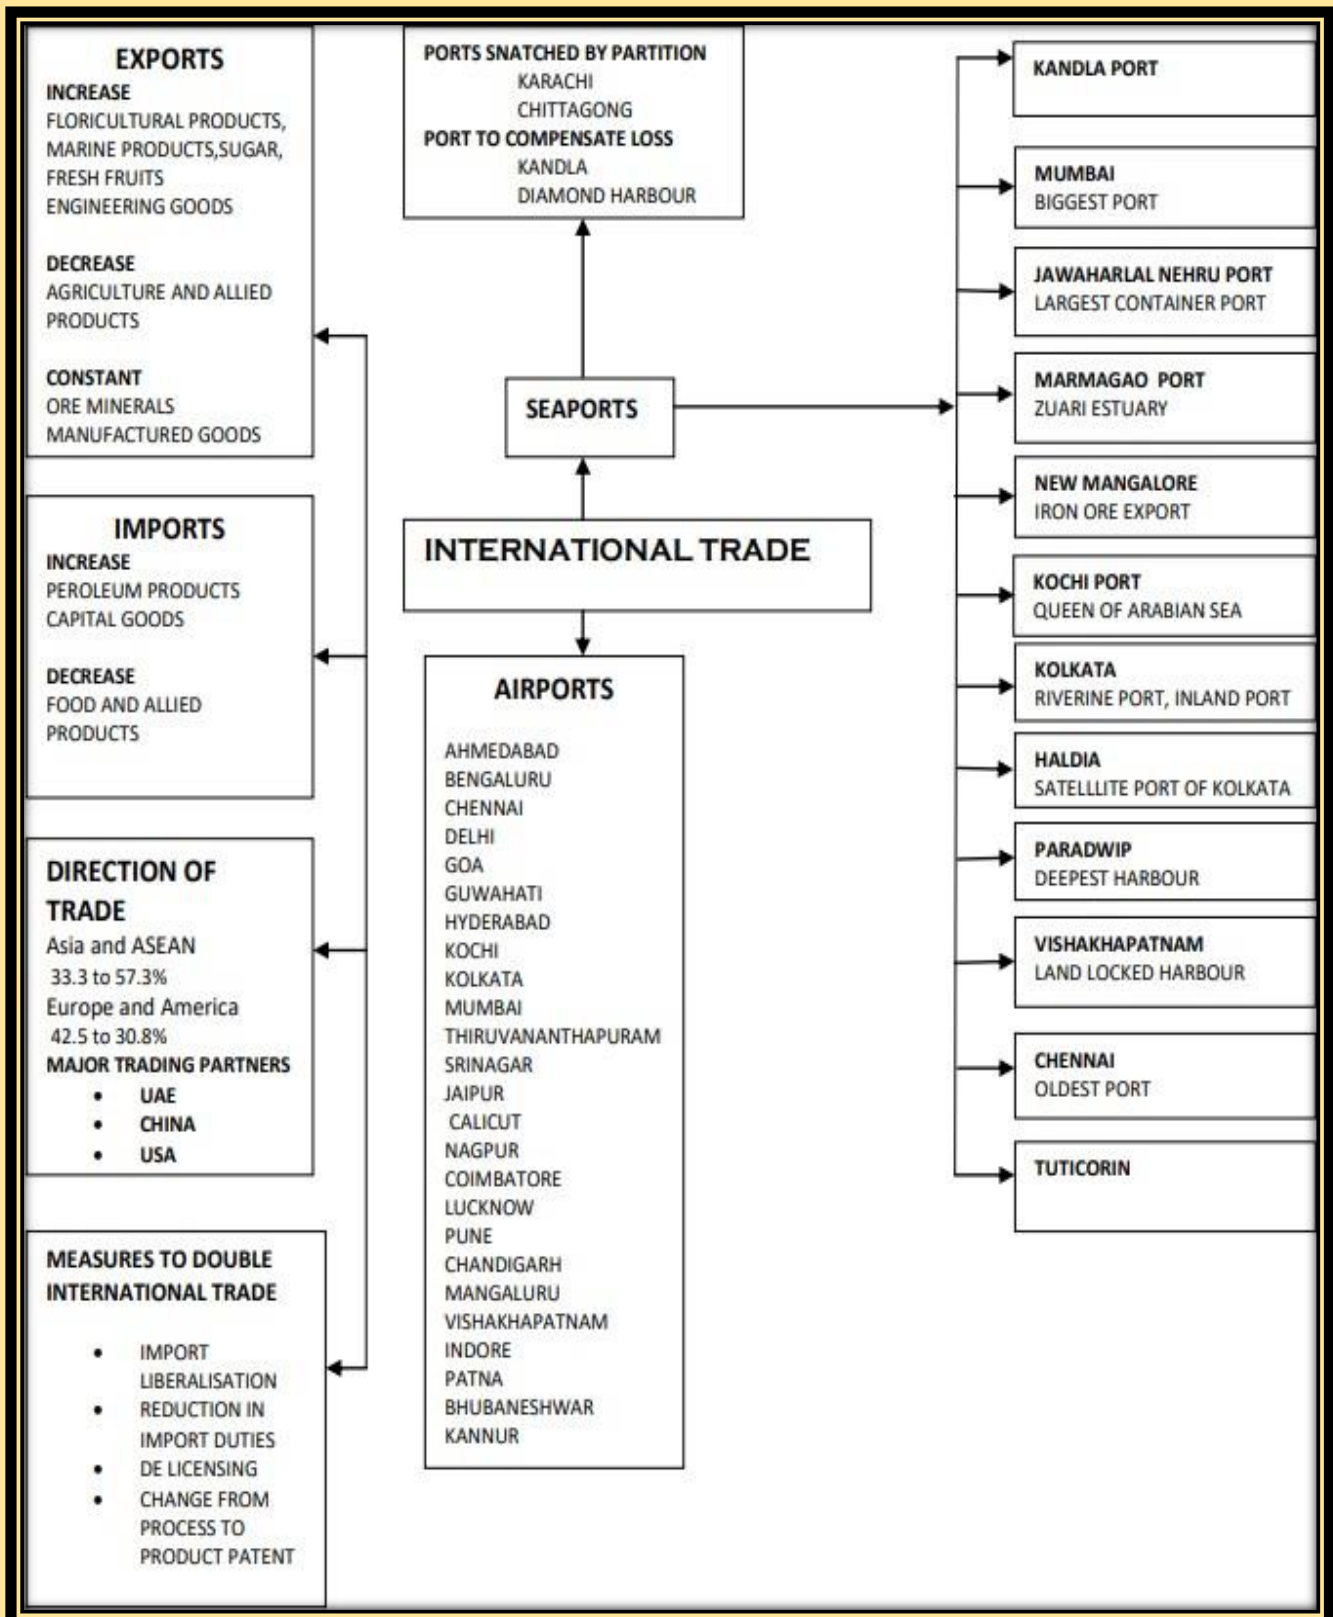 EXPORTS
INCREASE
FLORICULTURAL PRODUCTS,
MARINE PRODUCTS,SUGAR,
FRESH FRUITS
ENGINEERING GOODS
DECREASE
AGRICULTURE AND ALLIED
PRODUCTS
CONSTANT
ORE MINERALS
MANUFACTURED GOODS
IMPORTS
INCREASE
PEROLEUM PRODUCTS
CAPITAL GOODS
DECREASE
FOOD AND ALLIED
PRODUCTS
DIRECTION OF
TRADE
Asia and ASEAN
33.3 to 57.3%
Europe and America
42.5 to 30.8%
MAJOR TRADING PARTNERS
• UAE
• CHINA
• USA
MEASURES TO DOUBLE
INTERNATIONAL TRADE
• IMPORT
LIBERALISATION
• REDUCTION IN
IMPORT DUTIES
• DE LICENSING
• CHANGE FROM
PROCESS TO
PRODUCT PATENT
PORTS SNATCHED BY PARTITION
KARACHI
CHITTAGONG
PORT TO COMPENSATE LOSS
KANDLA
DIAMOND HARBOUR
SEAPORTS
INTERNATIONAL TRADE
AIRPORTS
AHMEDABAD
BENGALURU
CHENNAI
DELHI
GOA
GUWAHATI
HYDERABAD
KOCHI
KOLKATA
MUMBAI
THIRUVANANTHAPURAM
SRINAGAR
JAIPUR
CALICUT
NAGPUR
COIMBATORE
LUCKNOW
PUNE
CHANDIGARH
MANGALURU
VISHAKHAPATNAM
INDORE
PATNA
BHUBANESHWAR
KANNUR
KANDLA PORT
MUMBAI
BIGGEST PORT
JAWAHARLAL NEHRU PORT
LARGEST CONTAINER PORT
MARMAGAO PORT
ZUARI ESTUARY
NEW MANGALORE
IRON ORE EXPORT
KOCHI PORT
QUEEN OF ARABIAN SEA
KOLKATA
RIVERINE PORT, INLAND PORT
HALDIA
SATELLLITE PORT OF KOLKATA
PARADWIP
DEEPEST HARBOUR
VISHAKHAPATNAM
LAND LOCKED HARBOUR
CHENNAI
OLDEST PORT
TUTICORIN